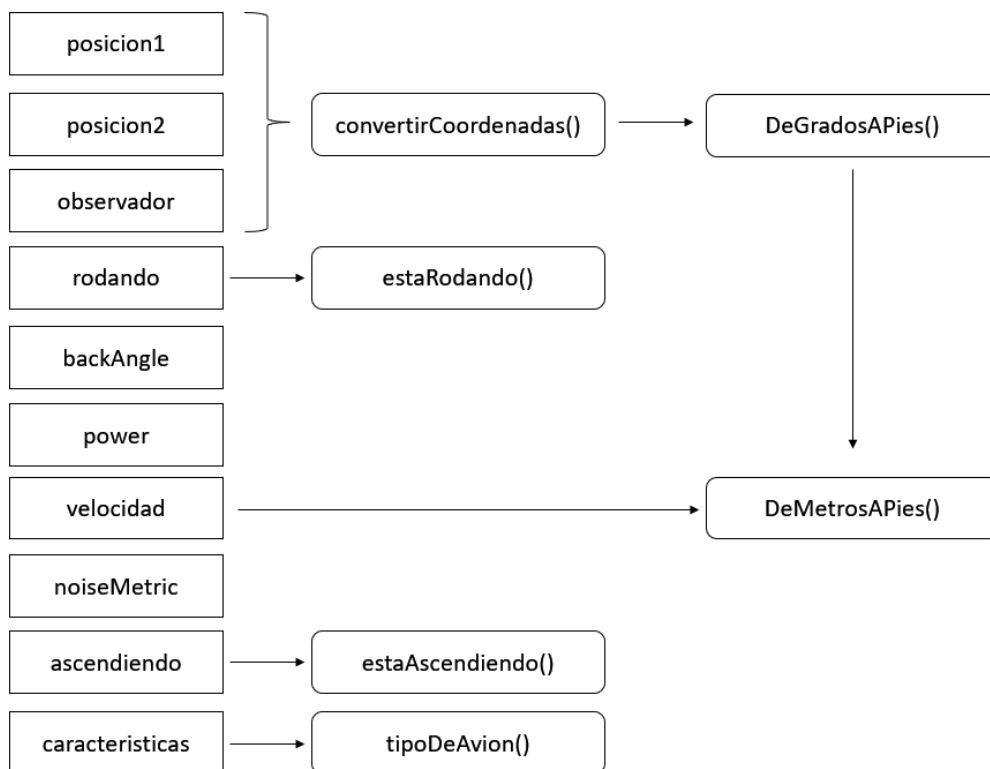 posicion1
posicion2
convertirCoordenadas()
DeGradosAPies()
observador
rodando
estaRodando()
backAngle
power
velocidad
DeMetrosAPies()
noiseMetric
ascendiendo
estaAscendiendo()
caracteristicas
tipoDeAvion()